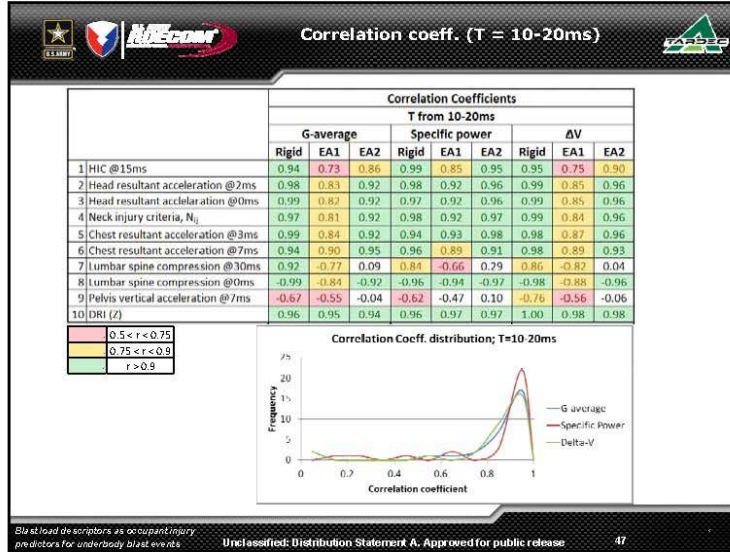 U.S.ARMY
RDECOM
Correlation coeff. (T = 10-20ms)
TARDEC
Correlation Coefficients
T from 10-20ms
G-average Specific power ΔV
Rigid EA1 EA2 Rigid EA1 EA2 Rigid EA1 EA2
1 HIC @15ms 0.94 0.73 0.86 0.99 0.85 0.95 0.95 0.75 0.90
2 Head resultant acceleration @2ms 0.98 0.83 0.92 0.98 0.92 0.96 0.99 0.85 0.96
3 Head resultant acclelaration @0ms 0.99 0.82 0.92 0.97 0.92 0.96 0.99 0.85 0.96
4 Neck injury criteria, Nij 0.97 0.81 0.92 0.98 0.92 0.97 0.99 0.84 0.96
5 Chest resultant acceleration @3ms 0.99 0.84 0.92 0.94 0.93 0.98 0.98 0.87 0.96
6 Chest resultant acceleration @7ms 0.94 0.90 0.95 0.96 0.89 0.91 0.98 0.89 0.93
7 Lumbar spine compression @30ms 0.92 -0.77 0.09 0.84 -0.66 0.29 0.86 -0.82 0.04
8 Lumbar spine compression @0ms -0.99 -0.84 -0.92 -0.96 -0.94 -0.97 -0.98 -0.88 -0.96
9 Pelvis vertical acceleration @7ms -0.67 -0.55 -0.04 -0.62 -0.47 0.10 -0.76 -0.56 -0.06
10 DRI (Z) 0.96 0.95 0.94 0.96 0.97 0.97 1.00 0.98 0.98
0.5 < r < 0.75
0.75 < r < 0.9
r > 0.9
Correlation Coeff. distribution; T=10-20ms
Frequency
25
20
15
10
5
0
0 0.2 0.4 0.6 0.8 1
Correlation coefficient
G average
Specific Power
Delta-V
Blast load descriptors as occupant injury
predictors for underbody blast events
Unclassified: Distribution Statement A. Approved for public release
47